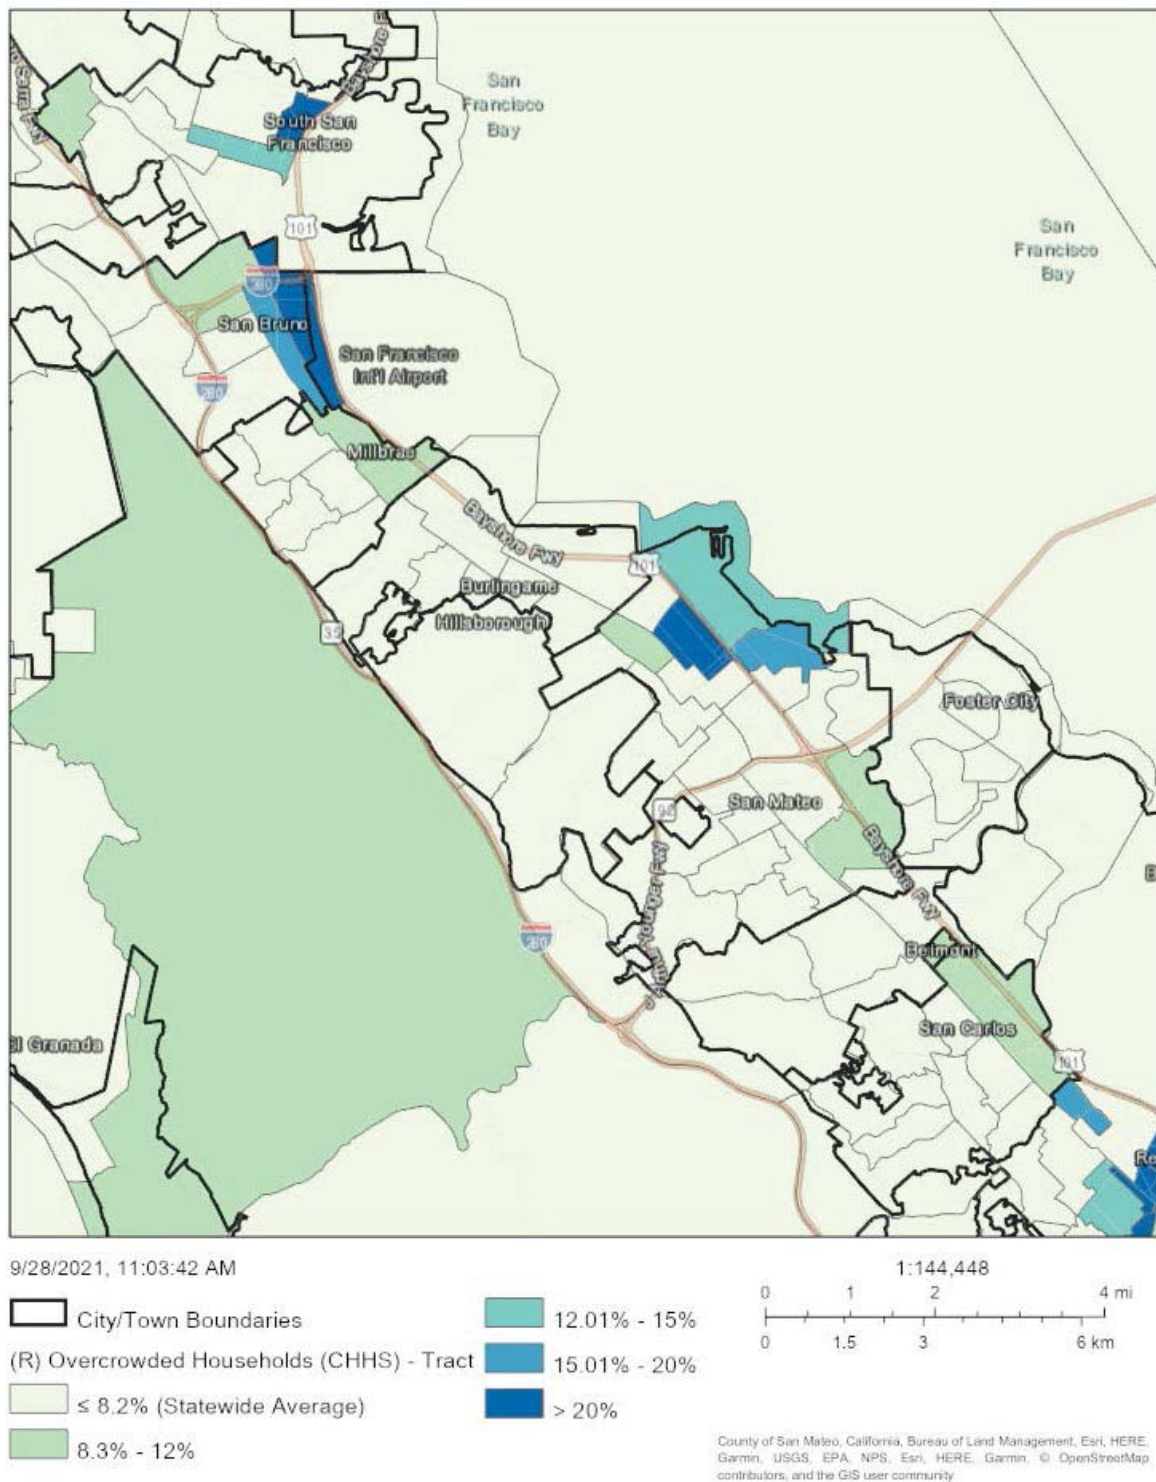 Bayshore F
San
Francisco
Bay
South San
Francisco
101
San
Francisco
Bay
380
San Bruno
San Francisco
Int'l Airport
280
Millbrae
Bayshore Fwy
101
Burlingame
Hillsborough
35
Foster City
San Mateo
92
Bayshore Fwy
J Arthur Younger Fwy
280
Belmont
San Carlos
El Granada
101
Re
9/28/2021, 11:03:42 AM
1:144,448
0 1 2 4 mi
0 1.5 3 6 km
City/Town Boundaries
(R) Overcrowded Households (CHHS) - Tract
≤ 8.2% (Statewide Average)
8.3% - 12%
12.01% - 15%
15.01% - 20%
> 20%
County of San Mateo, California, Bureau of Land Management, Esri, HERE,
Garmin, USGS, EPA, NPS, Esri, HERE, Garmin, © OpenStreetMap
contributors, and the GIS user community